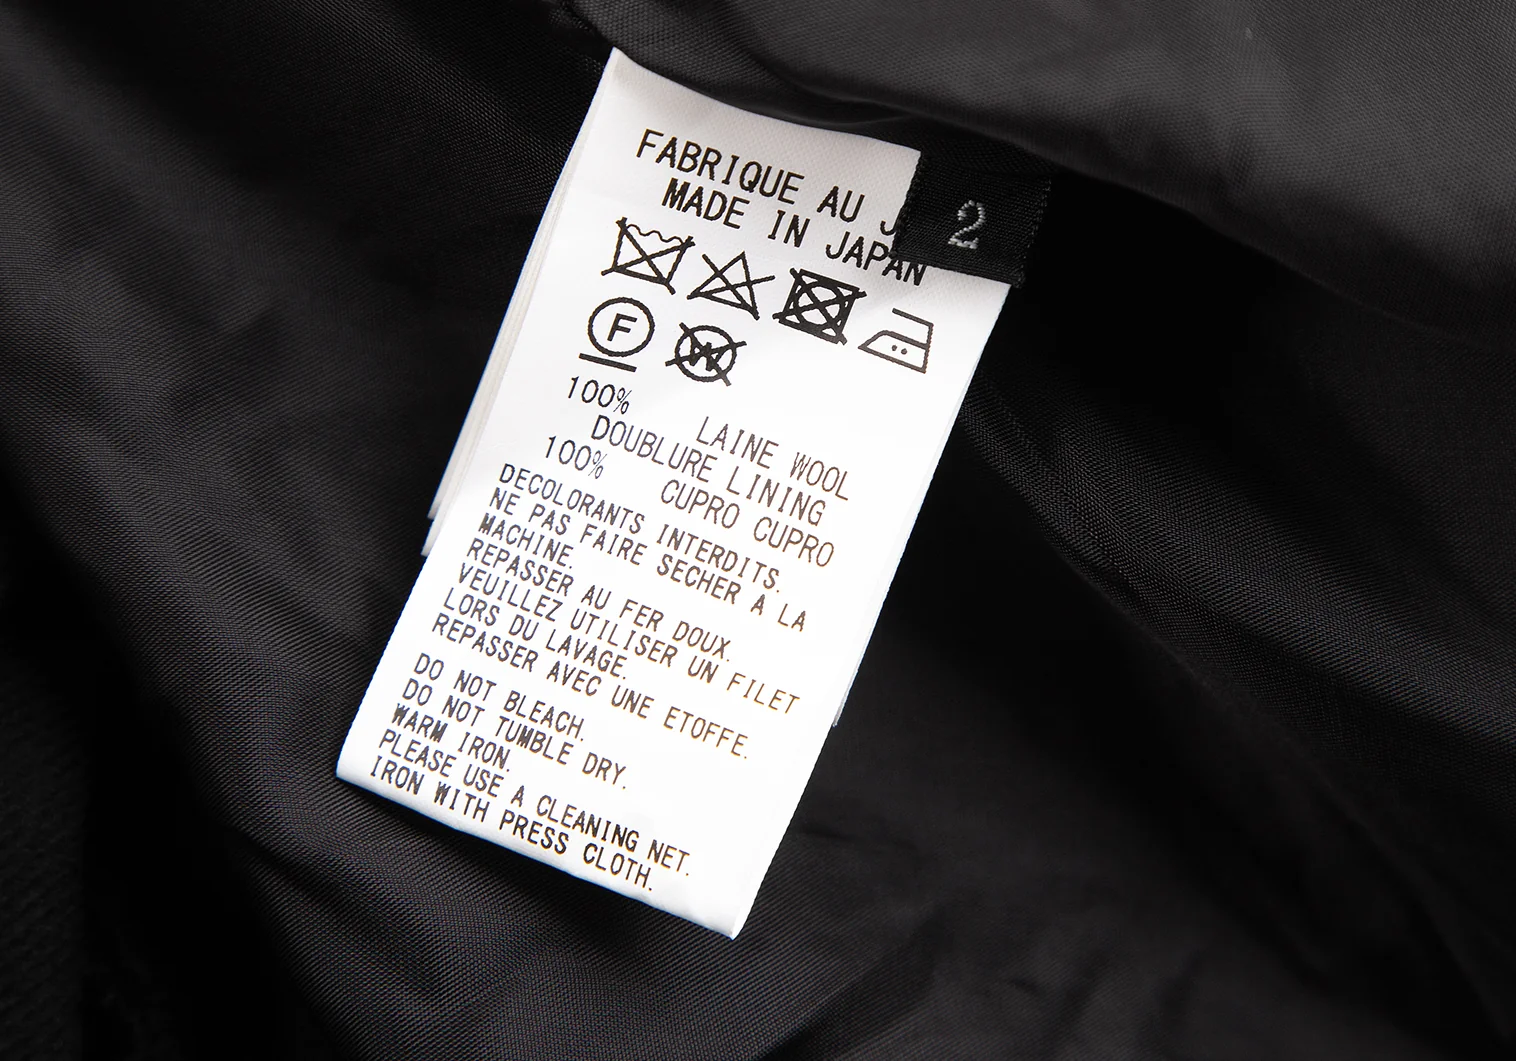 FABRIQUE AU J
2
MADE IN JAPAN
F
W
100%
LAINE WOOL
DOUBLURE LINING
100%
CUPRO CUPRO
DECOLORANTS INTERDITS.
NE PAS FAIRE SECHER A LA
MACHINE.
REPASSER AU FER DOUX.
VEUILLEZ UTILISER UN FILET
LORS DU LAVAGE.
REPASSER AVEC UNE ETOFFE.
DO NOT BLEACH.
DO NOT TUMBLE DRY.
WARM IRON.
PLEASE USE A CLEANING NET.
IRON WITH PRESS CLOTH.